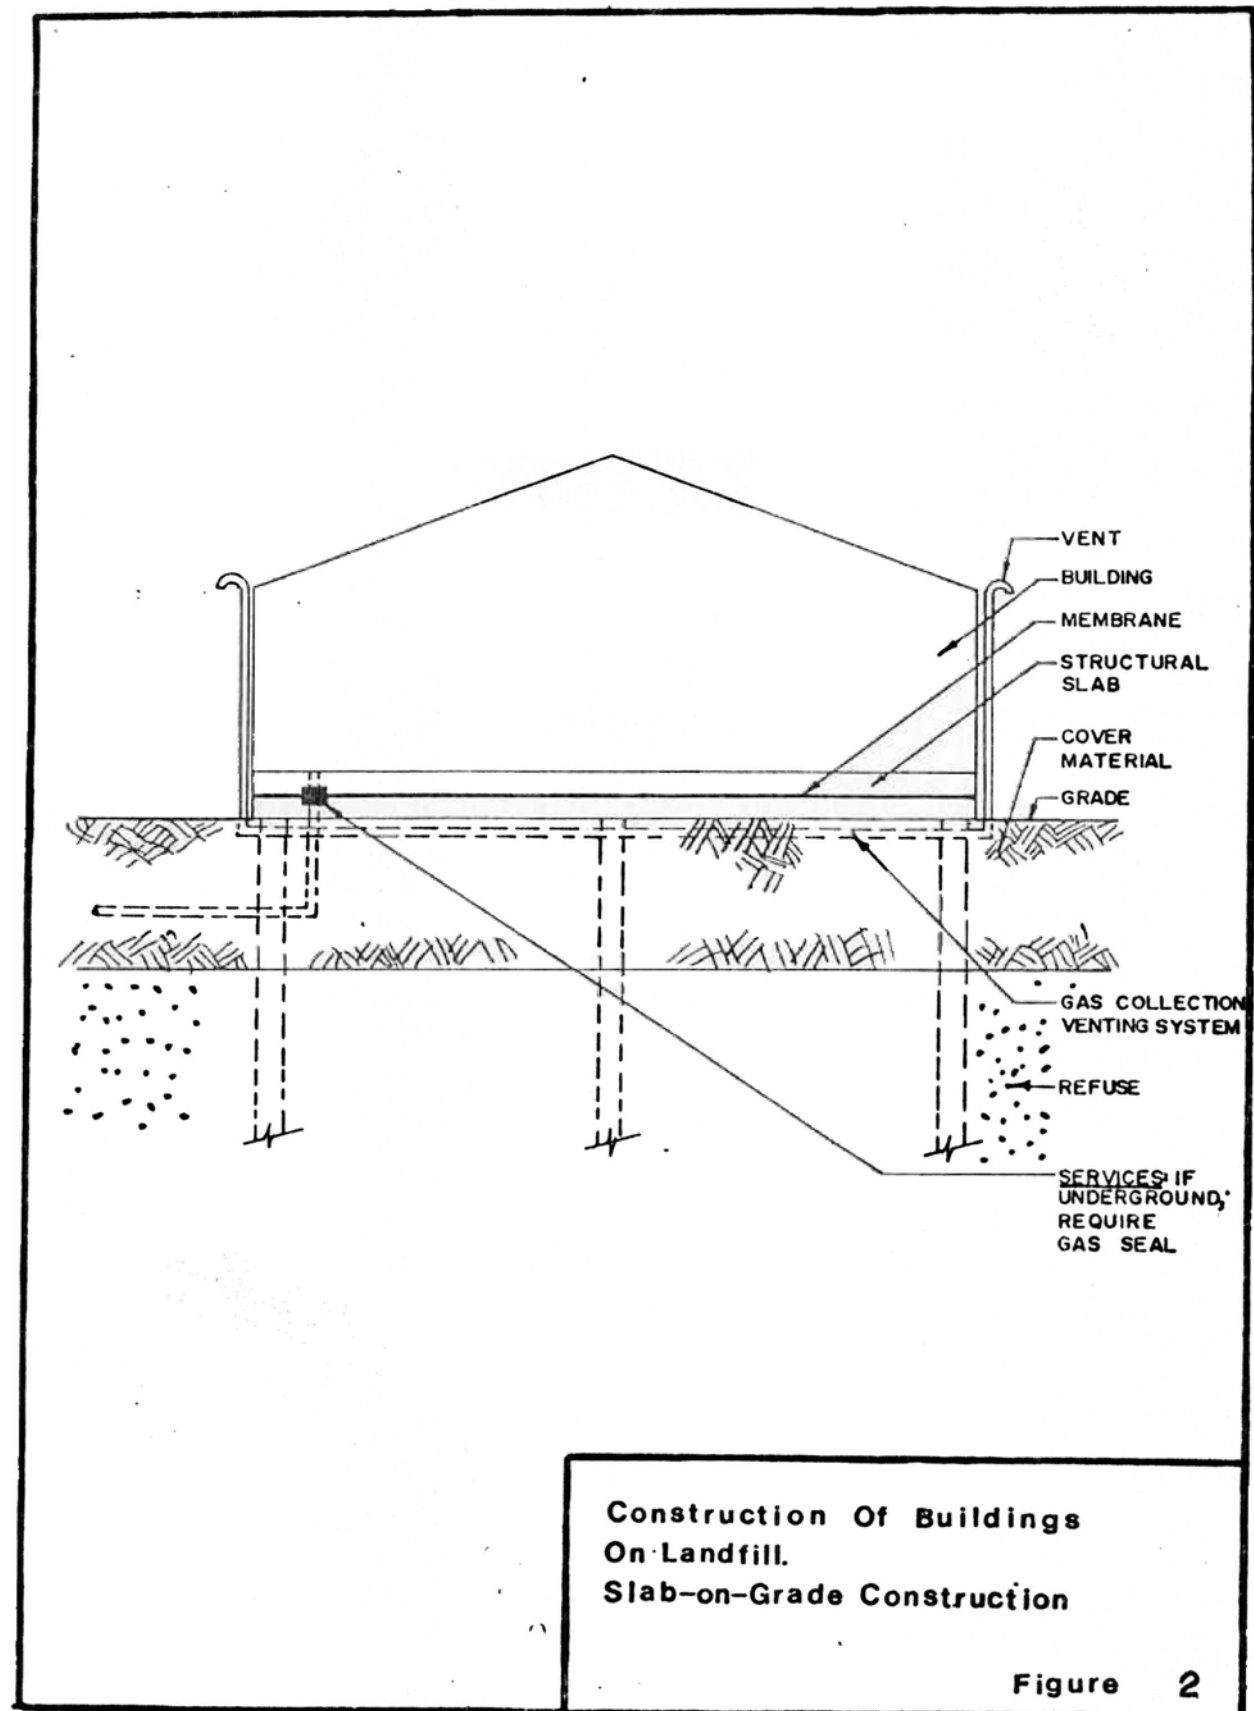 VENT
BUILDING
MEMBRANE
STRUCTURAL
SLAB
COVER
MATERIAL
GRADE
GAS COLLECTION
VENTING SYSTEM
REFUSE
SERVICES: IF
UNDERGROUND,
REQUIRE
GAS SEAL
Construction Of Buildings
On Landfill.
Slab-on-Grade Construction
Figure 2